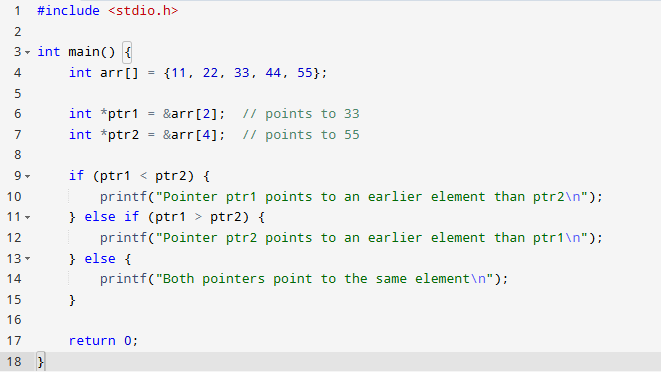 1 #include <stdio.h>
2
3 int main() {
4     int arr[] = {11, 22, 33, 44, 55};
5
6     int *ptr1 = &arr[2];  // points to 33
7     int *ptr2 = &arr[4];  // points to 55
8
9     if (ptr1 < ptr2) {
10         printf("Pointer ptr1 points to an earlier element than ptr2\n");
11     } else if (ptr1 > ptr2) {
12         printf("Pointer ptr2 points to an earlier element than ptr1\n");
13     } else {
14         printf("Both pointers point to the same element\n");
15     }
16
17     return 0;
18 }